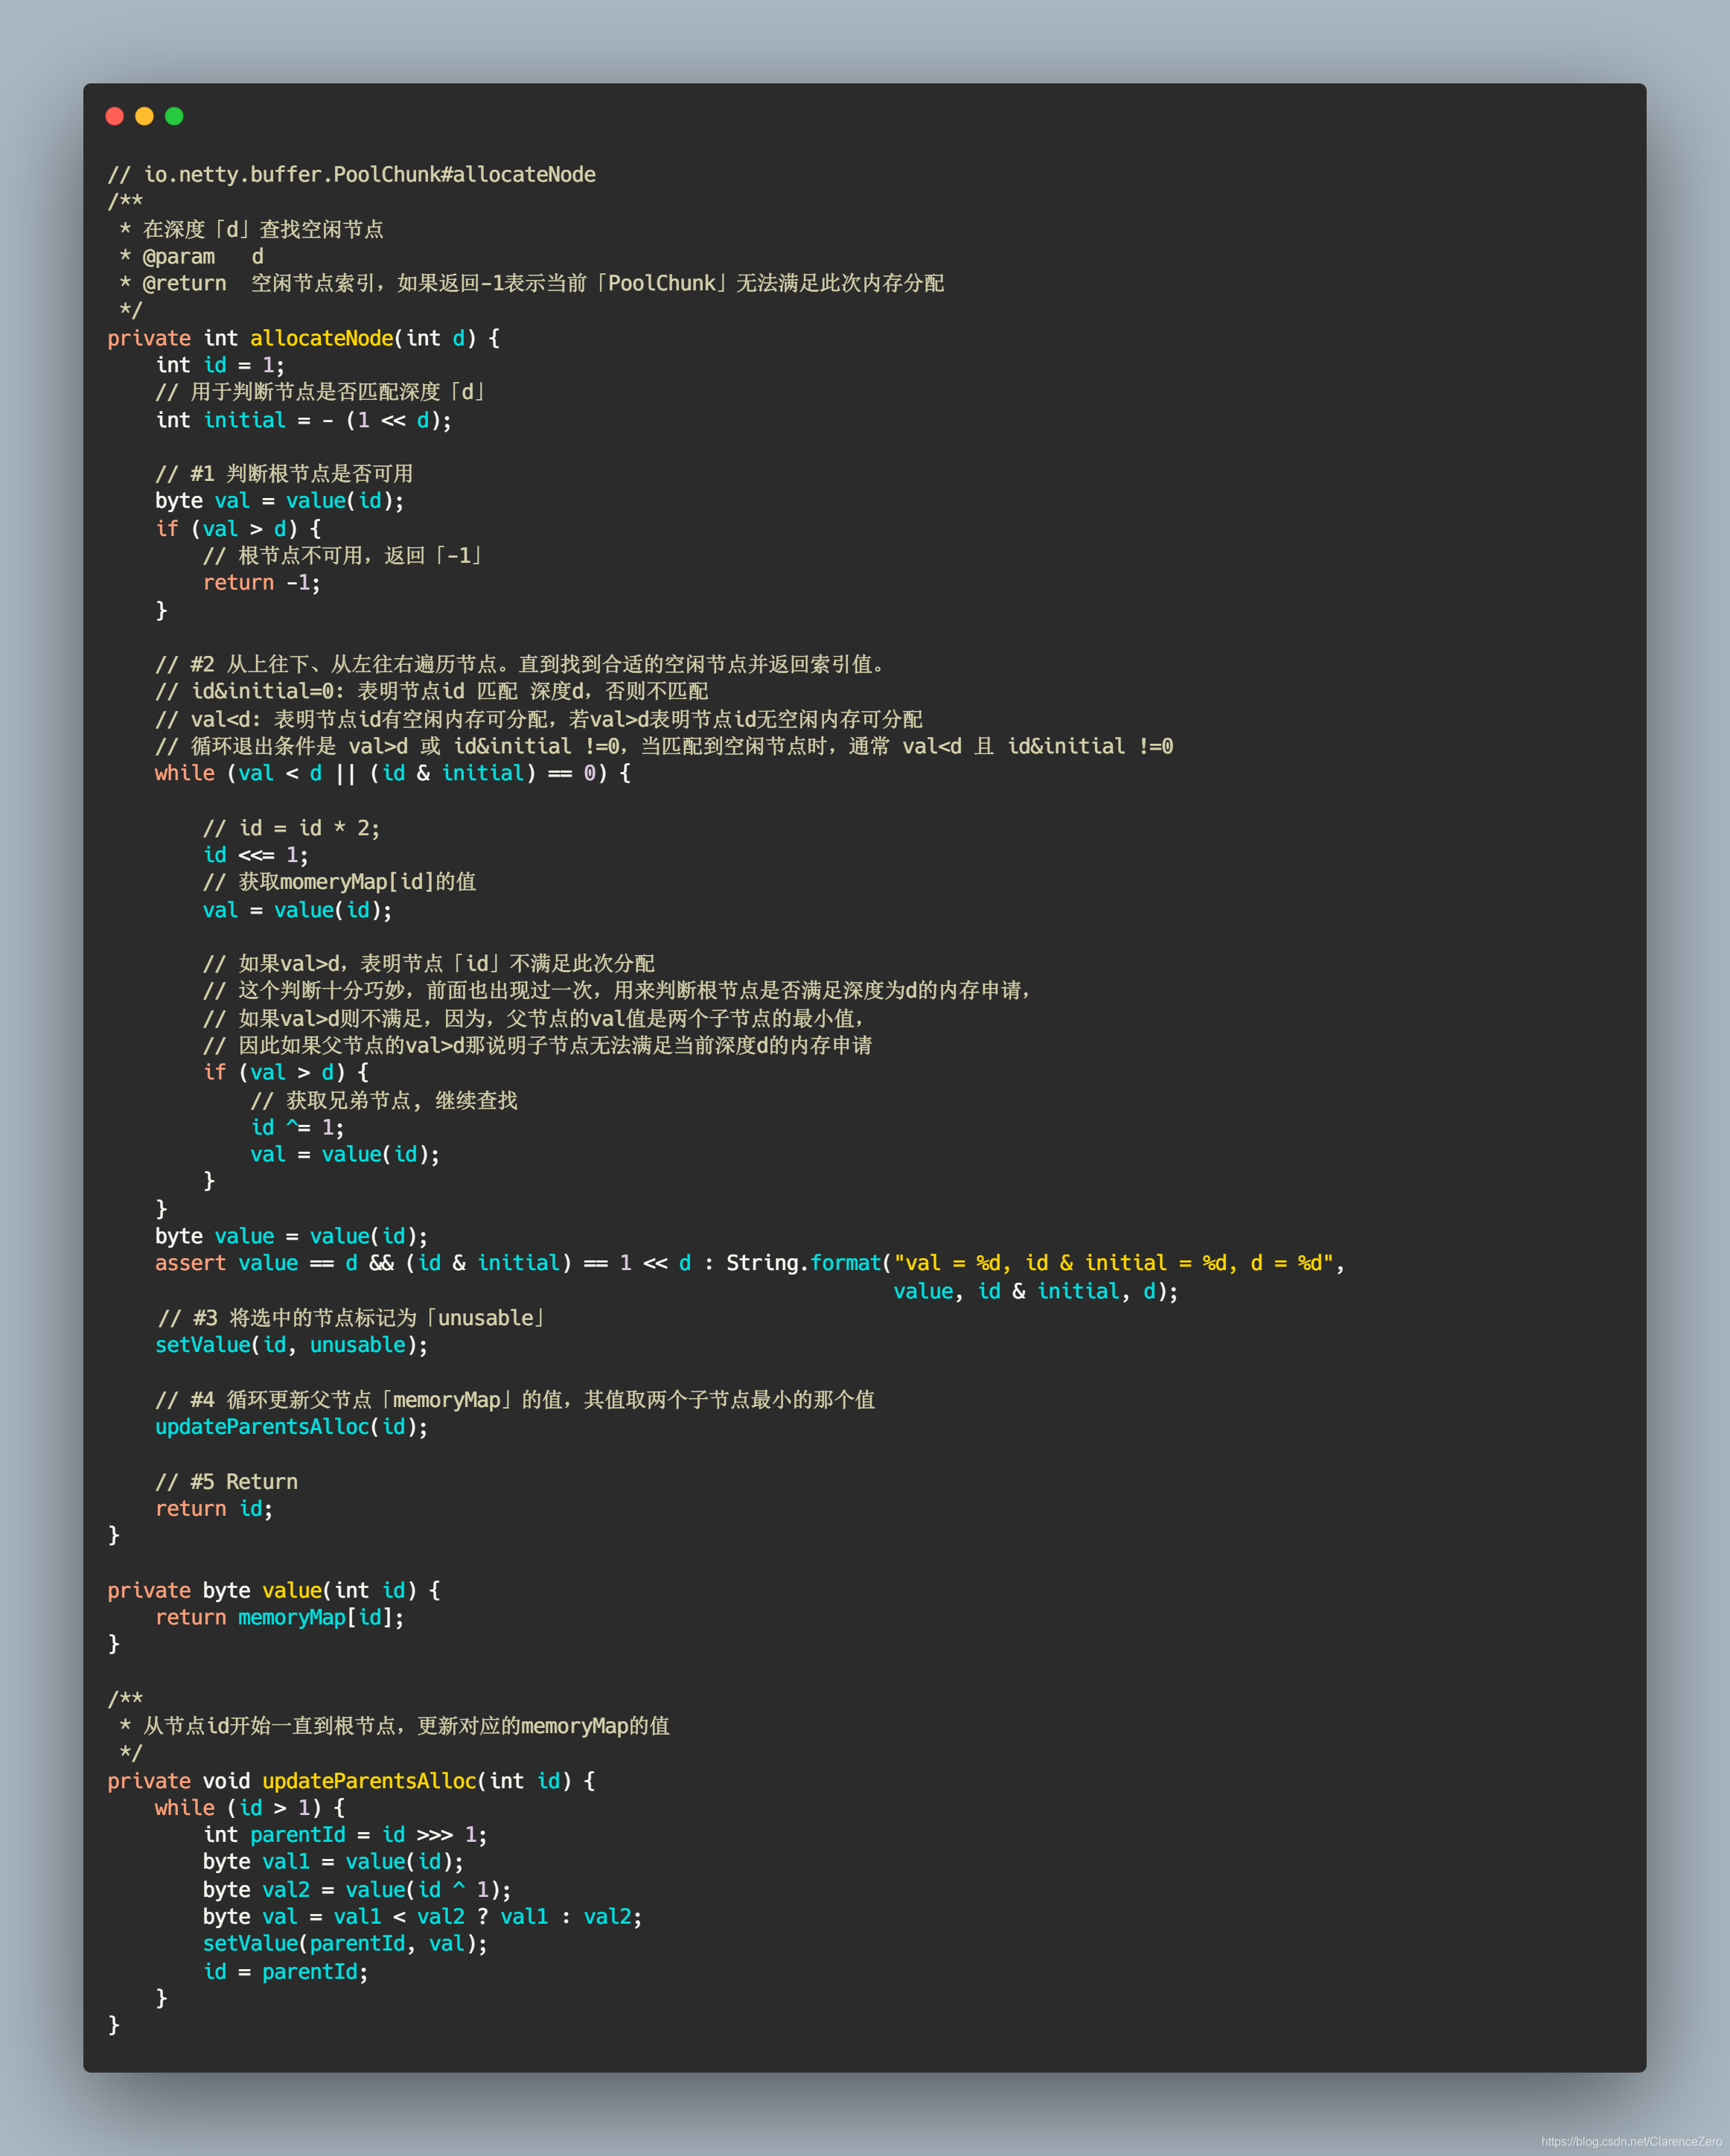 // io.netty.buffer.PoolChunk#allocateNode
/**
 * 在深度「d」查找空闲节点
 * @param   d
 * @return  空闲节点索引，如果返回-1表示当前「PoolChunk」无法满足此次内存分配
 */
private int allocateNode(int d) {
    int id = 1;
    // 用于判断节点是否匹配深度「d」
    int initial = - (1 << d);

    // #1 判断根节点是否可用
    byte val = value(id);
    if (val > d) {
        // 根节点不可用，返回「-1」
        return -1;
    }

    // #2 从上往下、从左往右遍历节点。直到找到合适的空闲节点并返回索引值。
    // id&initial=0: 表明节点id 匹配 深度d，否则不匹配
    // val<d: 表明节点id有空闲内存可分配，若val>d表明节点id无空闲内存可分配
    // 循环退出条件是 val>d 或 id&initial !=0，当匹配到空闲节点时，通常 val<d 且 id&initial !=0
    while (val < d || (id & initial) == 0) {

        // id = id * 2;
        id <<= 1;
        // 获取momeryMap[id]的值
        val = value(id);

        // 如果val>d，表明节点「id」不满足此次分配
        // 这个判断十分巧妙，前面也出现过一次，用来判断根节点是否满足深度为d的内存申请，
        // 如果val>d则不满足，因为，父节点的val值是两个子节点的最小值，
        // 因此如果父节点的val>d那说明子节点无法满足当前深度d的内存申请
        if (val > d) {
            // 获取兄弟节点, 继续查找
            id ^= 1;
            val = value(id);
        }
    }
    byte value = value(id);
    assert value == d && (id & initial) == 1 << d : String.format("val = %d, id & initial = %d, d = %d",
                                                                  value, id & initial, d);
    // #3 将选中的节点标记为「unusable」
    setValue(id, unusable);

    // #4 循环更新父节点「memoryMap」的值，其值取两个子节点最小的那个值
    updateParentsAlloc(id);

    // #5 Return
    return id;
}

private byte value(int id) {
    return memoryMap[id];
}

/**
 * 从节点id开始一直到根节点，更新对应的memoryMap的值
 */
private void updateParentsAlloc(int id) {
    while (id > 1) {
        int parentId = id >>> 1;
        byte val1 = value(id);
        byte val2 = value(id ^ 1);
        byte val = val1 < val2 ? val1 : val2;
        setValue(parentId, val);
        id = parentId;
    }
}
https://blog.csdn.net/ClarenceZero